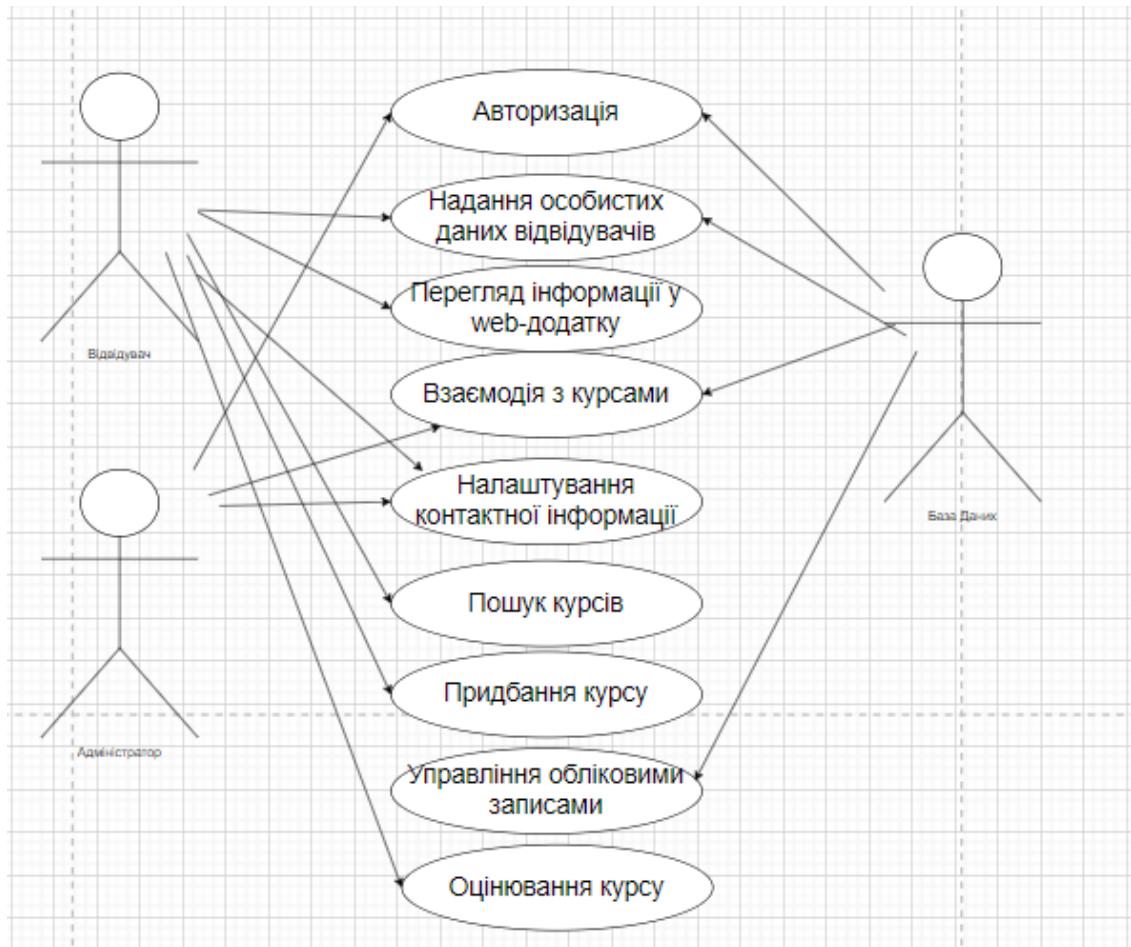 Авторизація
Надання особистих
даних відвідувачів
Перегляд інформації у
web-додатку
Відвідувач
Взаємодія з курсами
Налаштування
контактної інформації
База Даних
Пошук курсів
Придбання курсу
Адміністратор
Управління обліковими
записами
Оцінювання курсу